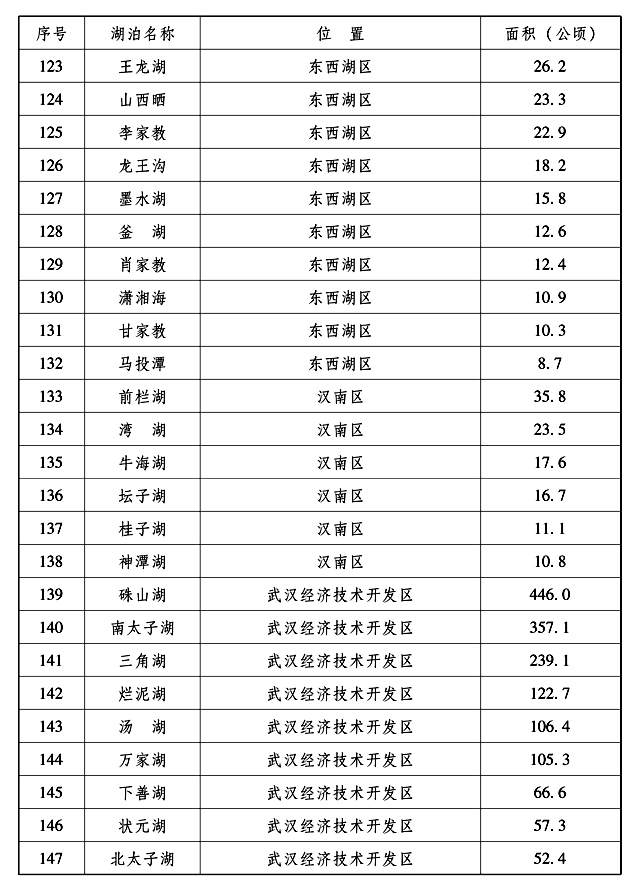 序号 湖泊名称 位 置 面积（公顷）
123 王龙湖 东西湖区 26.2
124 山西晒 东西湖区 23.3
125 李家教 东西湖区 22.9
126 龙王沟 东西湖区 18.2
127 墨水湖 东西湖区 15.8
128 釜 湖 东西湖区 12.6
129 肖家教 东西湖区 12.4
130 潇湘海 东西湖区 10.9
131 甘家教 东西湖区 10.3
132 马投潭 东西湖区 8.7
133 前栏湖 汉南区 35.8
134 湾 湖 汉南区 23.5
135 牛海湖 汉南区 17.6
136 坛子湖 汉南区 16.7
137 桂子湖 汉南区 11.1
138 神潭湖 汉南区 10.8
139 硃山湖 武汉经济技术开发区 446.0
140 南太子湖 武汉经济技术开发区 357.1
141 三角湖 武汉经济技术开发区 239.1
142 烂泥湖 武汉经济技术开发区 122.7
143 汤 湖 武汉经济技术开发区 106.4
144 万家湖 武汉经济技术开发区 105.3
145 下善湖 武汉经济技术开发区 66.6
146 状元湖 武汉经济技术开发区 57.3
147 北太子湖 武汉经济技术开发区 52.4